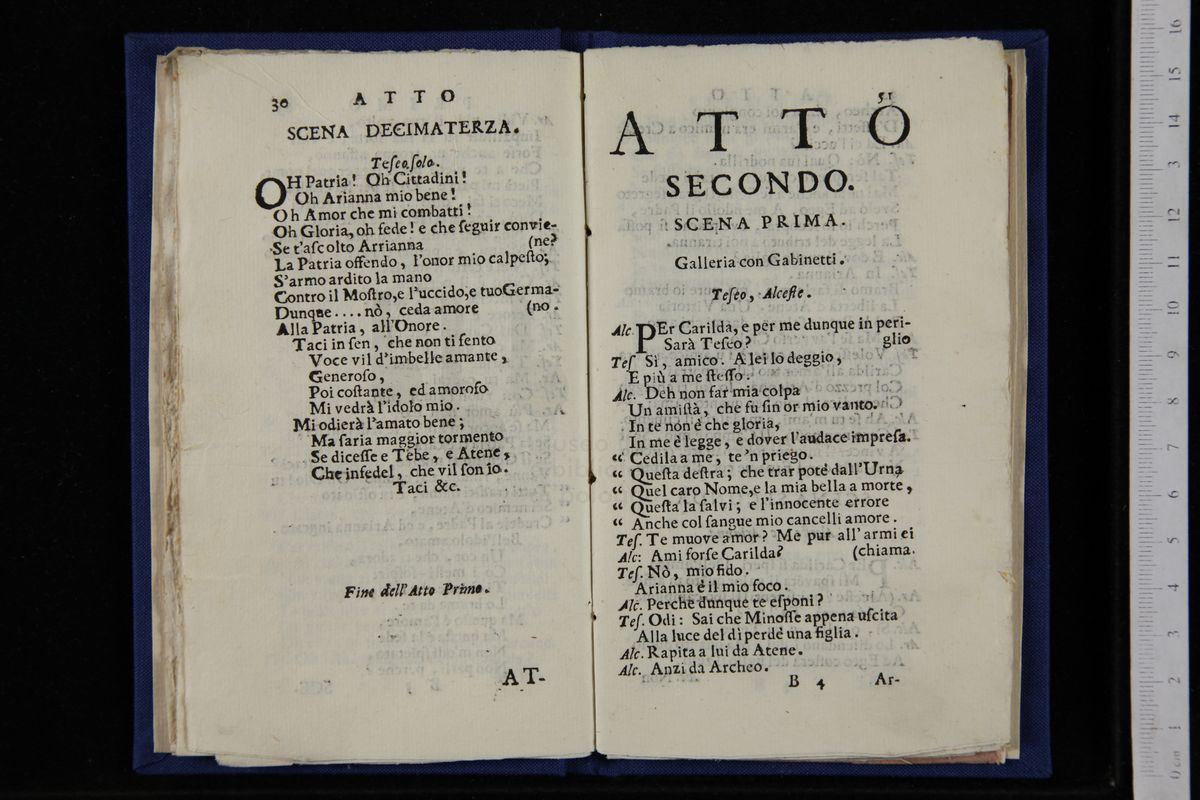 30 ATTO
SCENA DECIMATERZA.
Teseo solo.
OH Patria! Oh Cittadini!
Oh Arianna mio bene!
Oh Amor che mi combatti!
Oh Gloria, oh fede! e che ſeguir convie-
Se t'aſcolto Arrianna (ne?
La Patria offendo, l'onor mio calpeſto;
S'armo ardito la mano
Contro il Moſtro,e l'uccido,e tuoGerma-
Dunque....nò, ceda amore (no.
Alla Patria, all'Onore.
Taci in ſen, che non ti ſento
Voce vil d'imbelle amante,
Generoſo,
Poi coſtante, ed amoroſo
Mi vedrà l'idolo mio.
Mi odierà l'amato bene;
Ma ſaria maggior tormento
Se diceſſe e Tebe, e Atene,
Che infedel, che vil ſon io.
Taci &c.
Fine dell'Atto Primo.
AT-
51
ATTO
SECONDO.
SCENA PRIMA.
Galleria con Gabinetti.
Teſeo, Alceſte.
Alc. PEr Carilda, e per me dunque in peri-
Sarà Teſeo? glio
Teſ Sì, amico. A lei lo deggio,
E più a me ſteſſo.
Alc. Deh non far mia colpa
Un amiſtà, che fu ſin or mio vanto.
In te non è che gloria,
In me è legge, e dover l'audace impreſa.
“ Cedila a me, te 'n priego.
“ Queſta deſtra; che trar potè dall'Urna
“ Quel caro Nome,e la mia bella a morte,
“ Queſta la ſalvi; e l'innocente errore
“ Anche col ſangue mio cancelli amore.
Teſ. Te muove amor? Me pur all'armi ei
Alc: Ami forſe Carilda? (chiama.
Teſ. Nò, mio fido.
Arianna è il mio foco.
Alc. Perche dunque te eſponi?
Teſ. Odi: Sai che Minoſſe appena uſcita
Alla luce del dì perdè una figlia.
Alc. Rapita a lui da Atene.
Alc. Anzi da Archeo.
B 4 Ar-